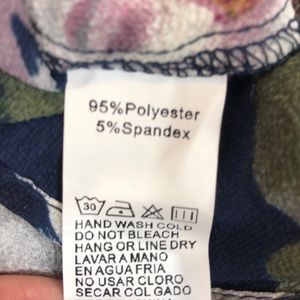 95%Polyester
5%Spandex
30
HAND WASH COLD
DO NOT BLEACH
HANG OR LINE DRY
LAVAR A MANO
EN AGUA FRIA
NO USAR CLORO
SECAR COLGADO